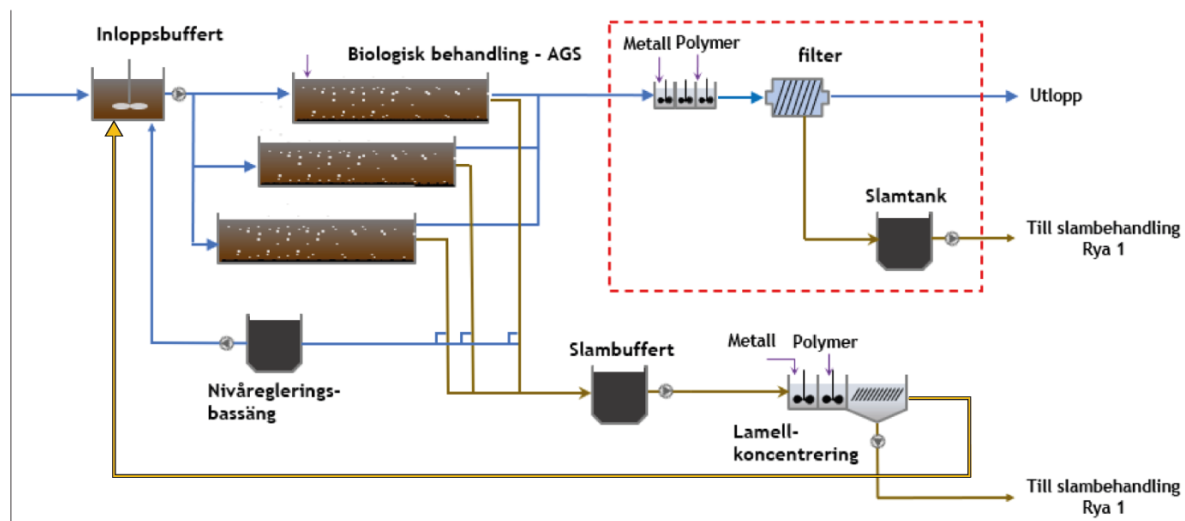 Inloppsbuffert
Biologisk behandling - AGS
Metall
Polymer
filter
Utlopp
Slamtank
Till slambehandling
Rya 1
Nivåreglerings-
bassäng
Slambuffert
Metall
Polymer
Lamell-
koncentrering
Till slambehandling
Rya 1